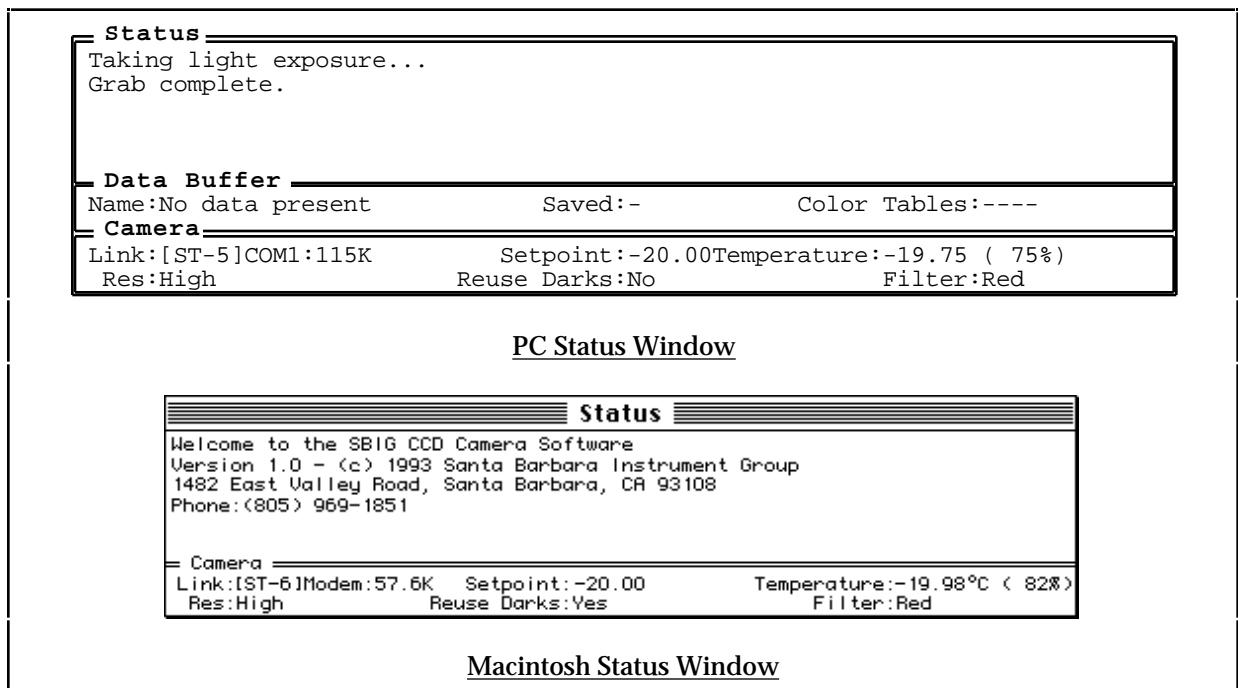 Status
Taking light exposure...
Grab complete.
Data Buffer
Name:No data present Saved:- Color Tables:----
Camera
Link:[ST-5]COM1:115K Setpoint:-20.00Temperature:-19.75 ( 75%)
Res:High Reuse Darks:No Filter:Red
PC Status Window
Status
Welcome to the SBIG CCD Camera Software
Version 1.0 - (c) 1993 Santa Barbara Instrument Group
1482 East Valley Road, Santa Barbara, CA 93108
Phone:(805) 969-1851
Camera
Link:[ST-6]Modem:57.6K Setpoint:-20.00 Temperature:-19.98°C ( 82%)
Res:High Reuse Darks:Yes Filter:Red
Macintosh Status Window